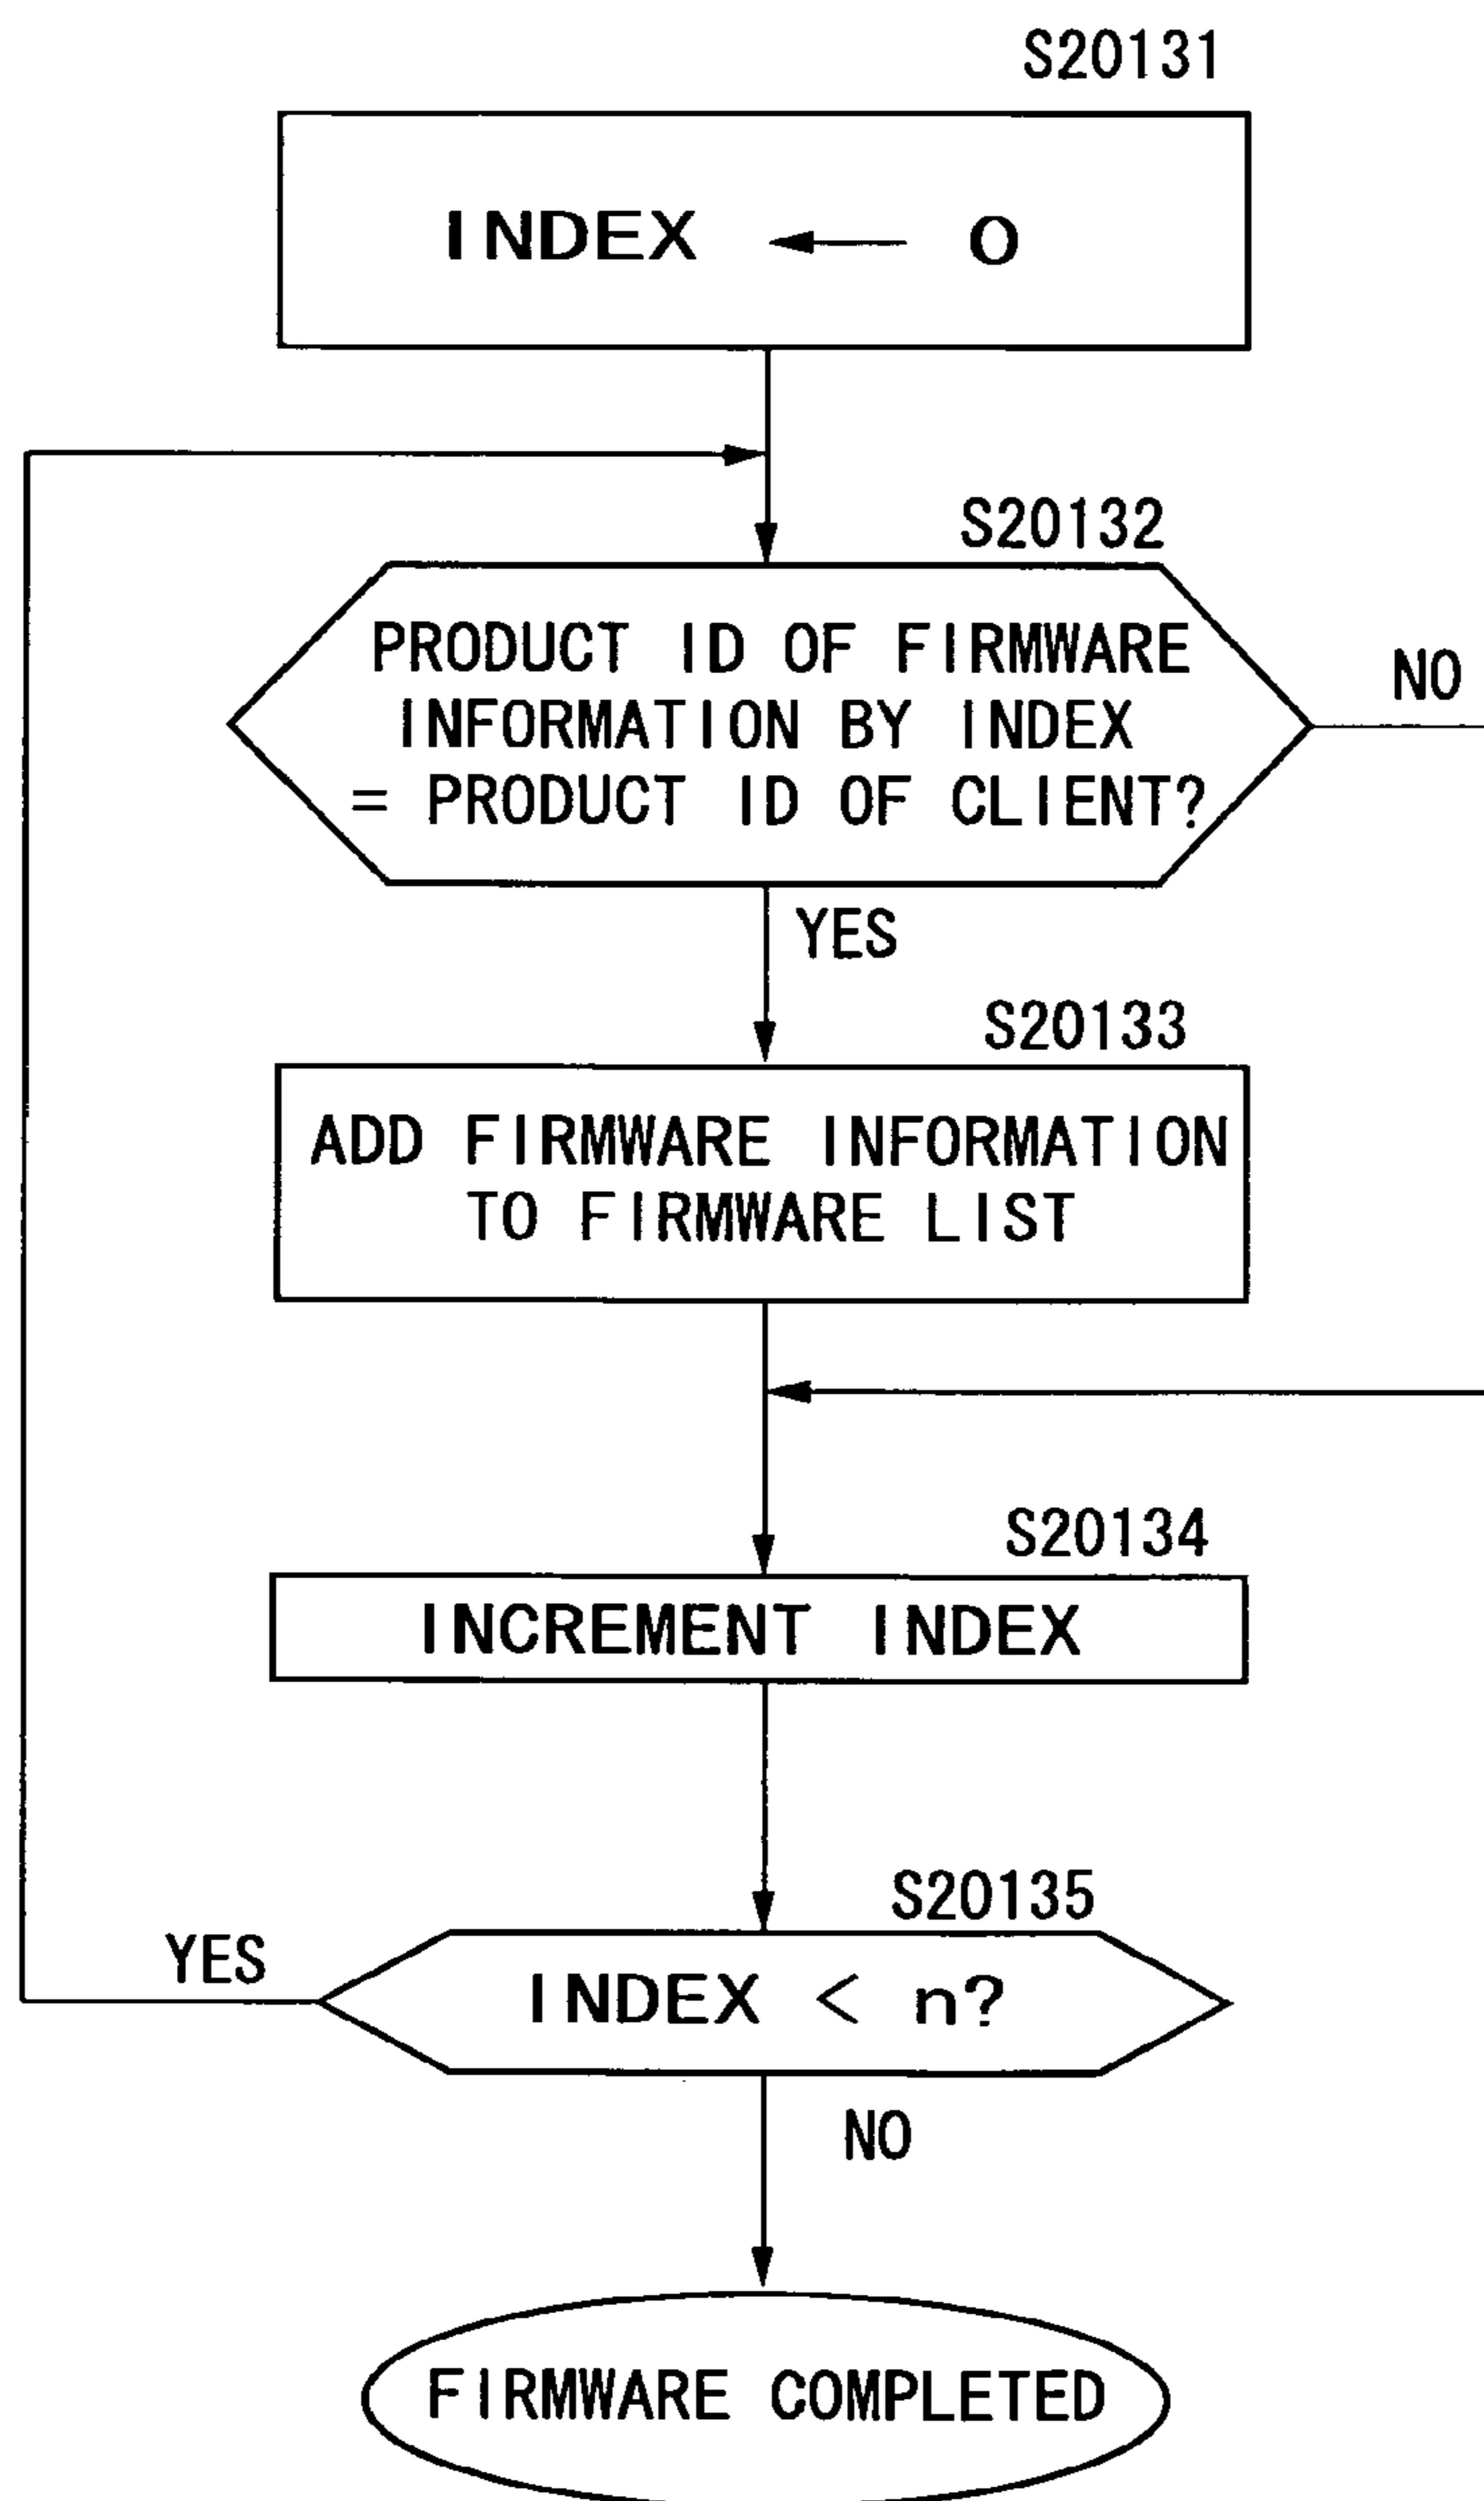 S20131
INDEX ← 0
S20132
PRODUCT ID OF FIRMWARE
INFORMATION BY INDEX
= PRODUCT ID OF CLIENT?
NO
YES
S20133
ADD FIRMWARE INFORMATION
TO FIRMWARE LIST
S20134
INCREMENT INDEX
S20135
YES
INDEX < n?
NO
FIRMWARE COMPLETED